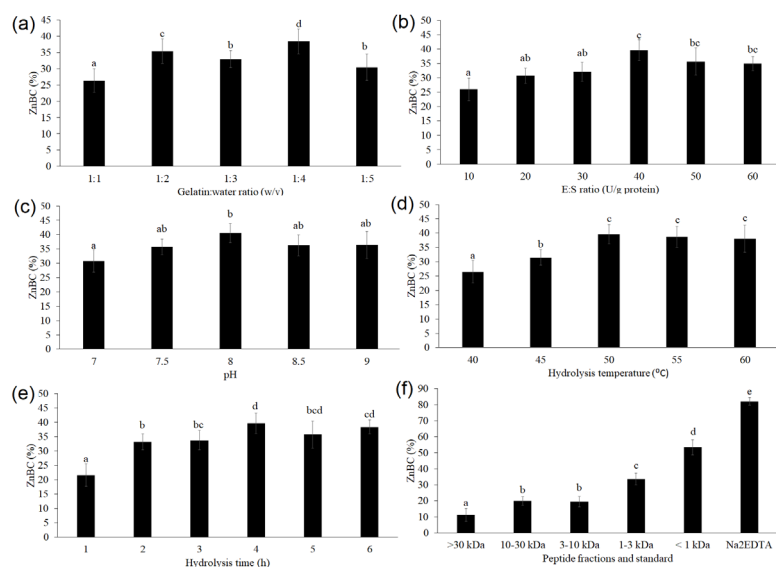 (a)
ZnBC (%)
45
40
35
30
25
20
15
10
5
0
a
c
b
d
b
1:1 1:2 1:3 1:4 1:5
Gelatin:water ratio (w/v)
(b)
ZnBC (%)
50
45
40
35
30
25
20
15
10
5
0
a
ab
ab
c
bc
bc
10 20 30 40 50 60
E:S ratio (U/g protein)
(c)
ZnBC (%)
50
45
40
35
30
25
20
15
10
5
0
a
ab
b
ab
ab
7 7.5 8 8.5 9
pH
(d)
ZnBC (%)
50
45
40
35
30
25
20
15
10
5
0
a
b
c
c
c
40 45 50 55 60
Hydrolysis temperature (⁰C)
(e)
ZnBC (%)
50
45
40
35
30
25
20
15
10
5
0
a
b
bc
d
bcd
cd
1 2 3 4 5 6
Hydrolysis time (h)
(f)
ZnBC (%)
90
80
70
60
50
40
30
20
10
0
a
b
b
c
d
e
>30 kDa 10-30 kDa 3-10 kDa 1-3 kDa < 1 kDa Na2EDTA
Peptide fractions and standard